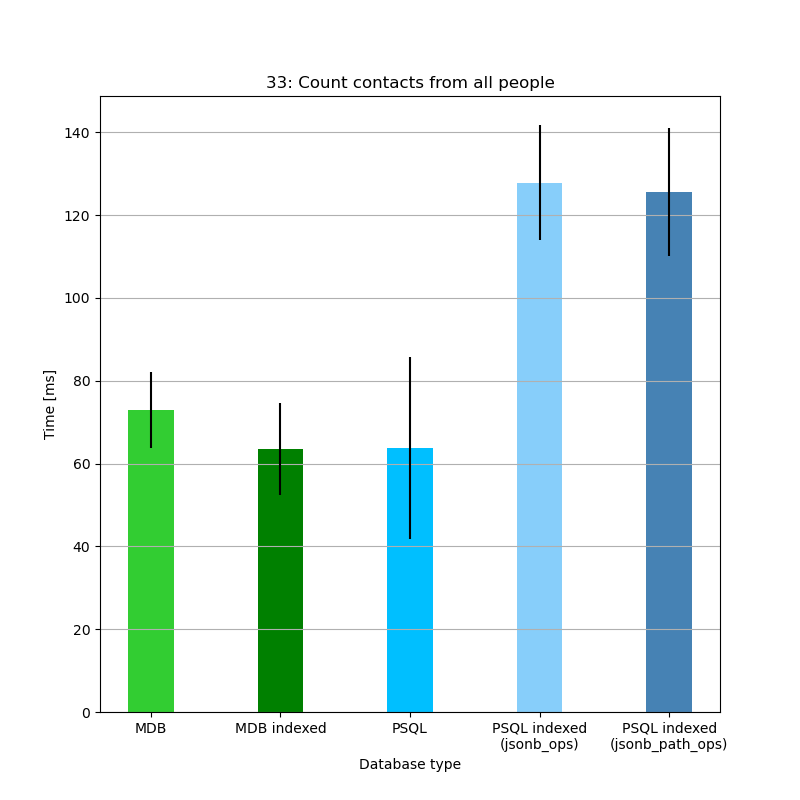 33: Count contacts from all people
Time [ms]
140
120
100
80
60
40
20
0
MDB
MDB indexed
PSQL
PSQL indexed
(jsonb_ops)
PSQL indexed
(jsonb_path_ops)
Database type